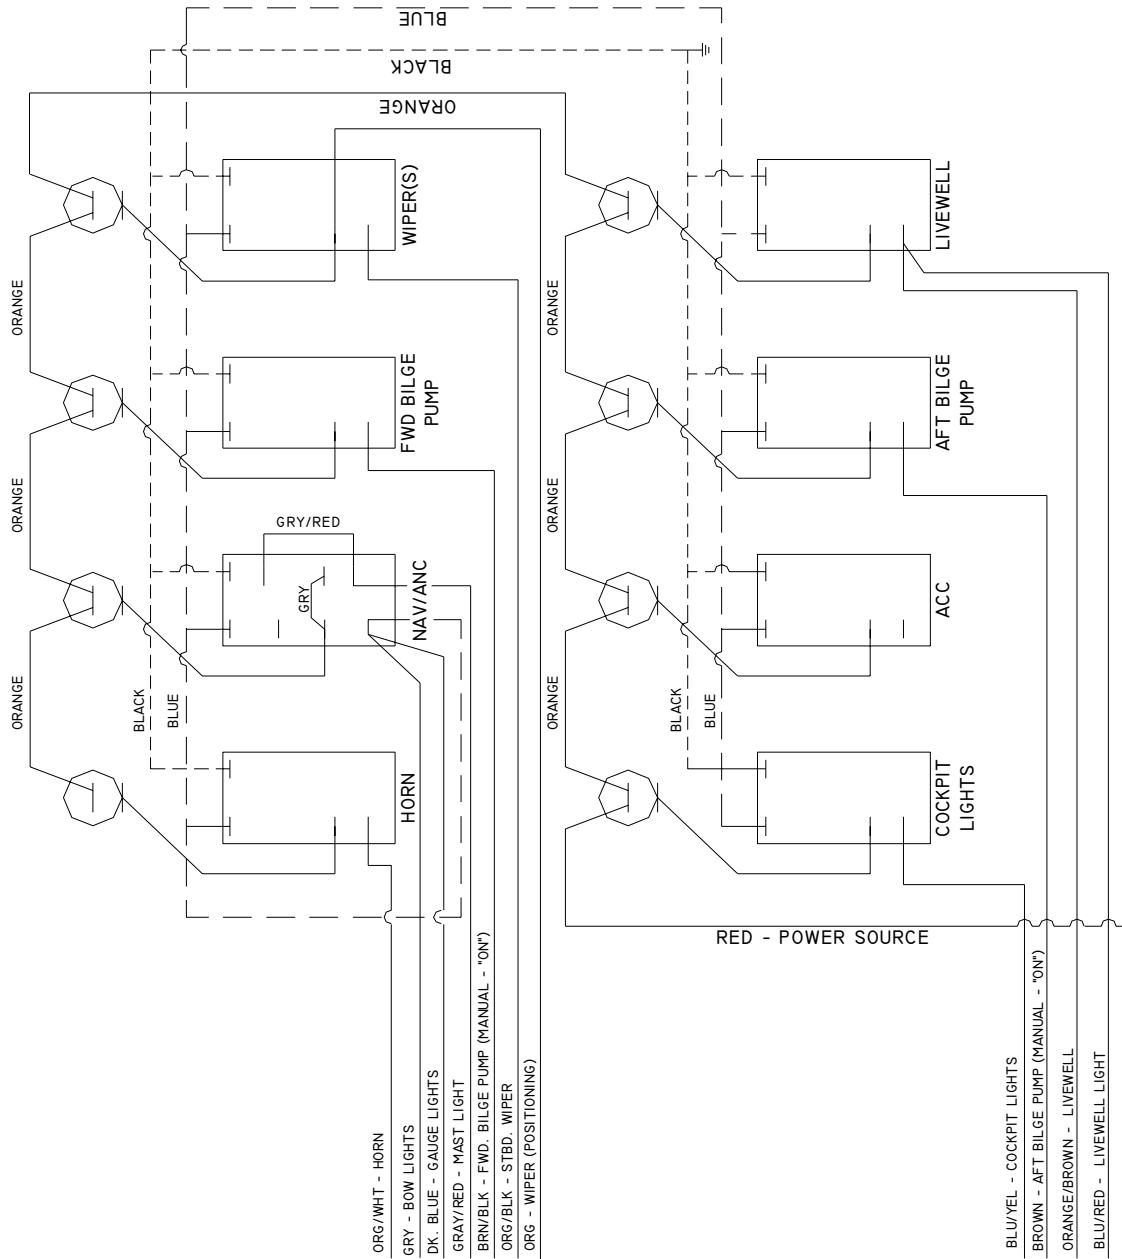 BLUE
BLACK
ORANGE
WIPER(S)
LIVEWELL
ORANGE
ORANGE
FWD BILGE
PUMP
AFT BILGE
PUMP
ORANGE
ORANGE
GRY/RED
GRY
NAV/ANC
ACC
ORANGE
BLACK
BLUE
ORANGE
BLACK
BLUE
HORN
COCKPIT
LIGHTS
RED - POWER SOURCE
ORG/WHT - HORN
GRY - BOW LIGHTS
DK. BLUE - GAUGE LIGHTS
GRAY/RED - MAST LIGHT
BRN/BLK - FWD. BILGE PUMP (MANUAL - "ON")
ORG/BLK - STBD. WIPER
ORG - WIPER (POSITIONING)
BLU/YEL - COCKPIT LIGHTS
BROWN - AFT BILGE PUMP (MANUAL - "ON")
ORANGE/BROWN - LIVEWELL
BLU/RED - LIVEWELL LIGHT